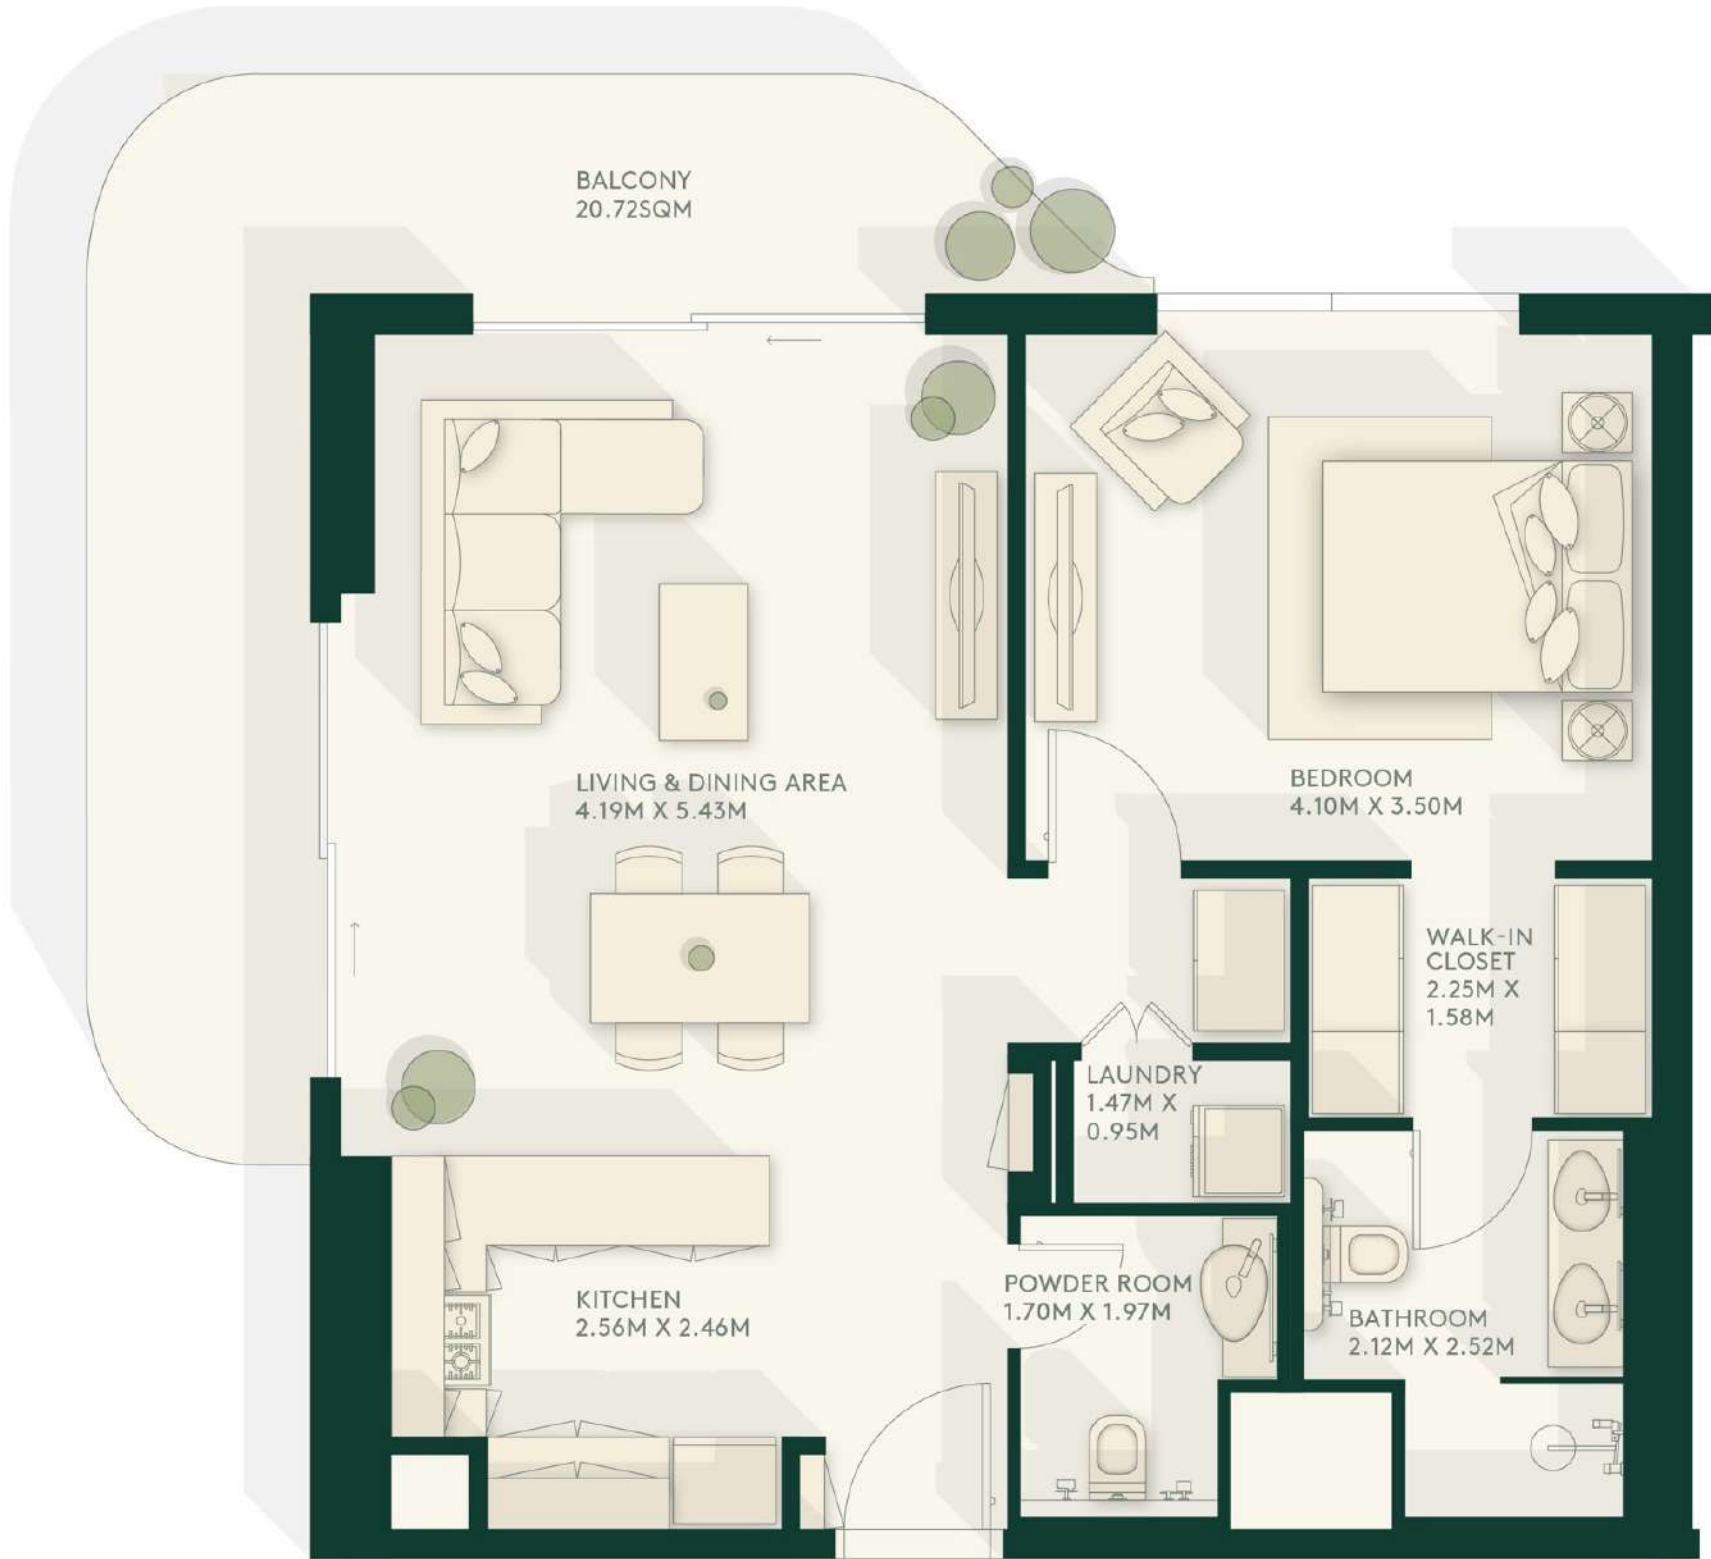 BALCONY
20.72SQM
LIVING & DINING AREA
4.19M X 5.43M
BEDROOM
4.10M X 3.50M
WALK-IN
CLOSET
2.25M X
1.58M
LAUNDRY
1.47M X
0.95M
KITCHEN
2.56M X 2.46M
POWDER ROOM
1.70M X 1.97M
BATHROOM
2.12M X 2.52M